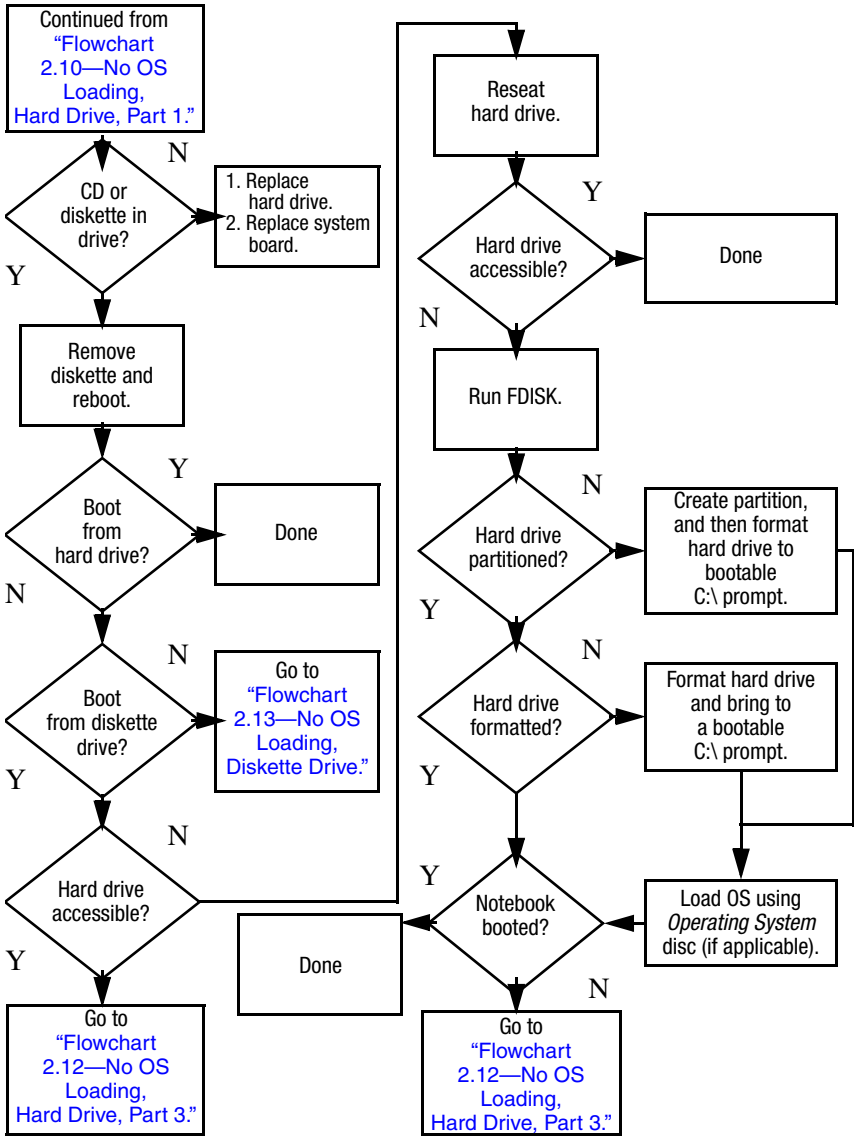 Continued from
“Flowchart
2.10—No OS
Loading,
Hard Drive, Part 1.”
N
CD or
diskette in
drive?
1. Replace
hard drive.
2. Replace system
board.
Y
Remove
diskette and
reboot.
Y
Boot
from
hard drive?
Done
N
N
Boot
from diskette
drive?
Go to
“Flowchart
2.13—No OS
Loading,
Diskette Drive.”
Y
N
Hard drive
accessible?
Y
Go to
“Flowchart
2.12—No OS
Loading,
Hard Drive, Part 3.”
Reseat
hard drive.
Y
Hard drive
accessible?
Done
N
Run FDISK.
N
Hard drive
partitioned?
Create partition,
and then format
hard drive to
bootable
C:\ prompt.
Y
N
Hard drive
formatted?
Format hard drive
and bring to
a bootable
C:\ prompt.
Y
Y
Notebook
booted?
Load OS using
Operating System
disc (if applicable).
Done
N
Go to
“Flowchart
2.12—No OS
Loading,
Hard Drive, Part 3.”